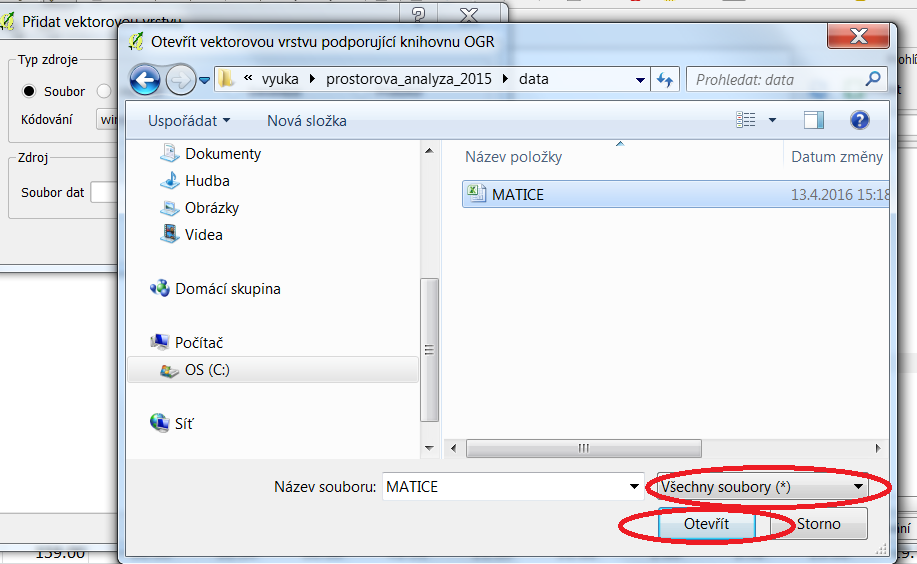 Přidat vektorovou vrstvu
Otevřít vektorovou vrstvu podporující knihovnu OGR
Typ zdroje
Soubor
Kódování
Zdroj
Soubor dat
« vyuka prostorova_analyza_2015 data
Prohledat: data
Uspořádat
Nová složka
Dokumenty
Hudba
Obrázky
Videa
Domácí skupina
Počítač
OS (C:)
Síť
Název položky
Datum změny
MATICE
13.4.2016 15:18
Název souboru: MATICE
Všechny soubory (*)
Otevřít
Storno
159.00